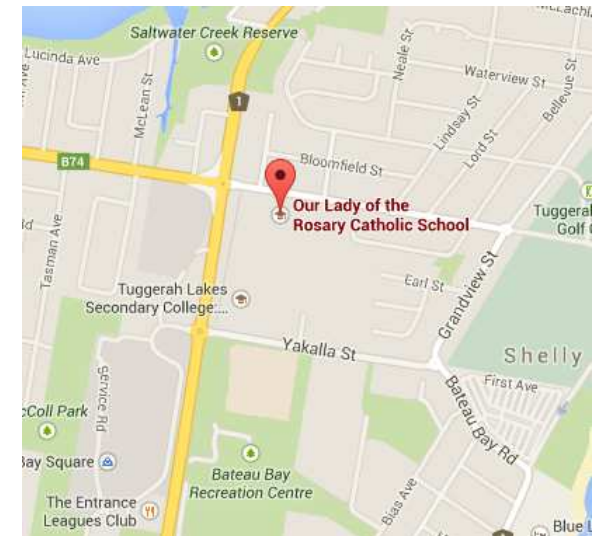 McLachl
Saltwater Creek Reserve
Lucinda Ave
McLean St
Neale St
Waterview St
Bellevue St
Lindsay St
Lord St
1
B74
Bloomfield St
Our Lady of the
Rosary Catholic School
Tuggerah
Golf C
Tasman Ave
Earl St
Grandview St
Tuggerah Lakes
Secondary College:...
Yakalla St
Shelly
First Ave
Service Rd
Bateau Bay Rd
cColl Park
Bay Square
Bateau Bay
Recreation Centre
Bias Ave
The Entrance
Leagues Club
Blue L